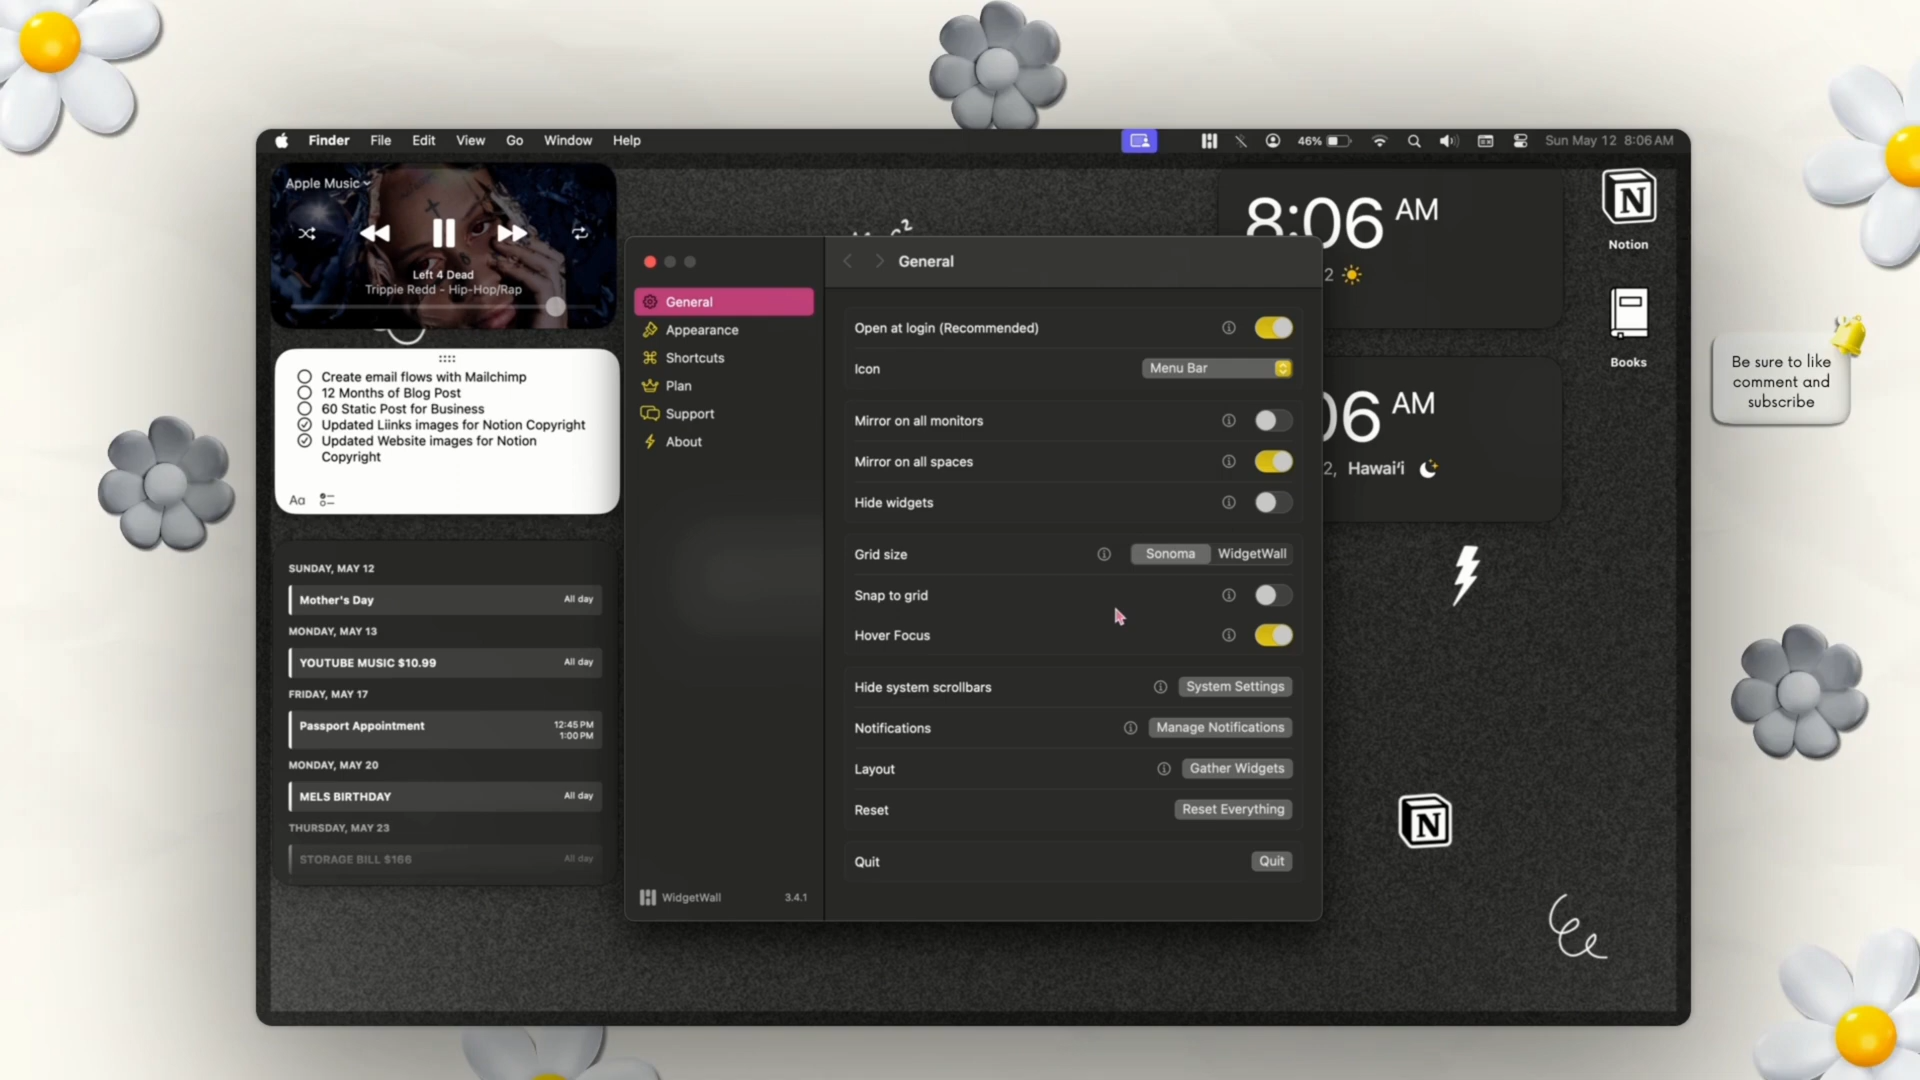 Finder File Edit View Go Window Help
46%
Sun May 12 8:06 AM
Apple Music
Left 4 Dead
Trippie Redd - Hip-Hop/Rap
Create email flows with Mailchimp
12 Months of Blog Post
60 Static Post for Business
Updated Liinks images for Notion Copyright
Updated Website images for Notion
Copyright
Aa
SUNDAY, MAY 12
Mother's Day All day
MONDAY, MAY 13
YOUTUBE MUSIC $10.99 All day
FRIDAY, MAY 17
Passport Appointment 12:45 PM
1:00 PM
MONDAY, MAY 20
MELS BIRTHDAY All day
THURSDAY, MAY 23
STORAGE BILL $166 All day
General
Appearance
Shortcuts
Plan
Support
About
WidgetWall 3.4.1
General
Open at login (Recommended)
Icon Menu Bar
Mirror on all monitors
Mirror on all spaces
Hide widgets
Grid size Sonoma WidgetWall
Snap to grid
Hover Focus
Hide system scrollbars System Settings
Notifications Manage Notifications
Layout Gather Widgets
Reset Reset Everything
Quit Quit
8:06 AM
2
06 AM
2, Hawai'i
N
Notion
Books
N
Be sure to like
comment and
subscribe